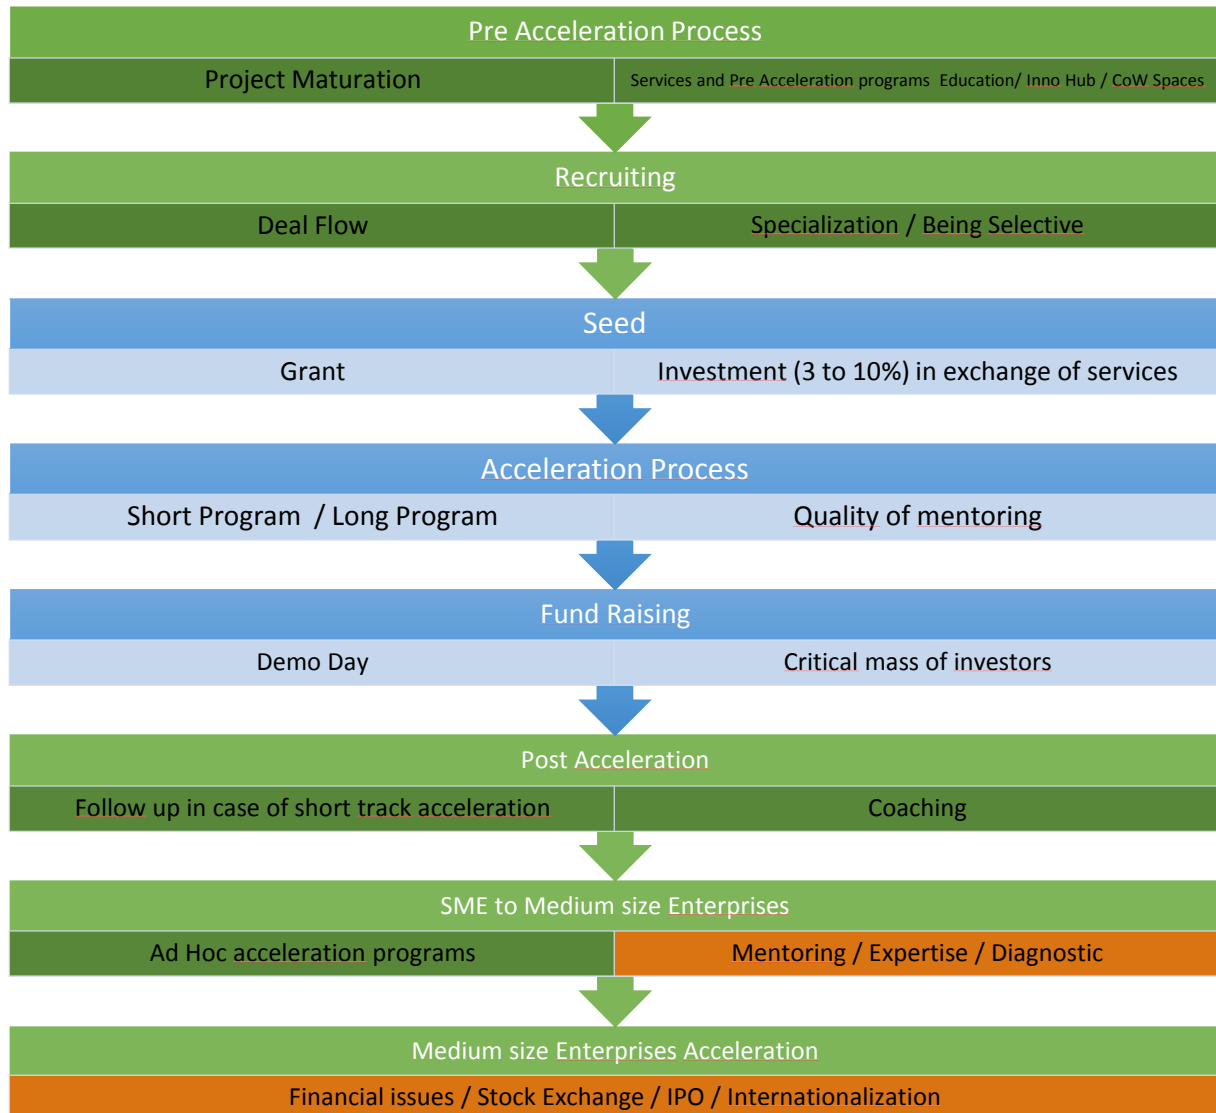 Pre Acceleration Process
Project Maturation
Services and Pre Acceleration programs Education/ Inno Hub / CoW Spaces
Recruiting
Deal Flow
Specialization / Being Selective
Seed
Grant
Investment (3 to 10%) in exchange of services
Acceleration Process
Short Program / Long Program
Quality of mentoring
Fund Raising
Demo Day
Critical mass of investors
Post Acceleration
Follow up in case of short track acceleration
Coaching
SME to Medium size Enterprises
Ad Hoc acceleration programs
Mentoring / Expertise / Diagnostic
Medium size Enterprises Acceleration
Financial issues / Stock Exchange / IPO / Internationalization